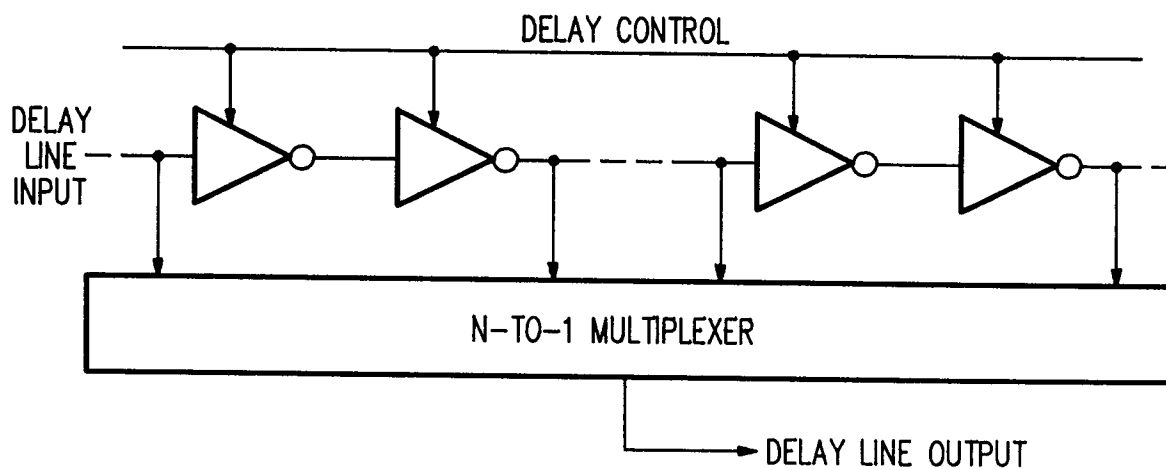 DELAY CONTROL
DELAY
LINE
INPUT
N-TO-1 MULTIPLEXER
DELAY LINE OUTPUT